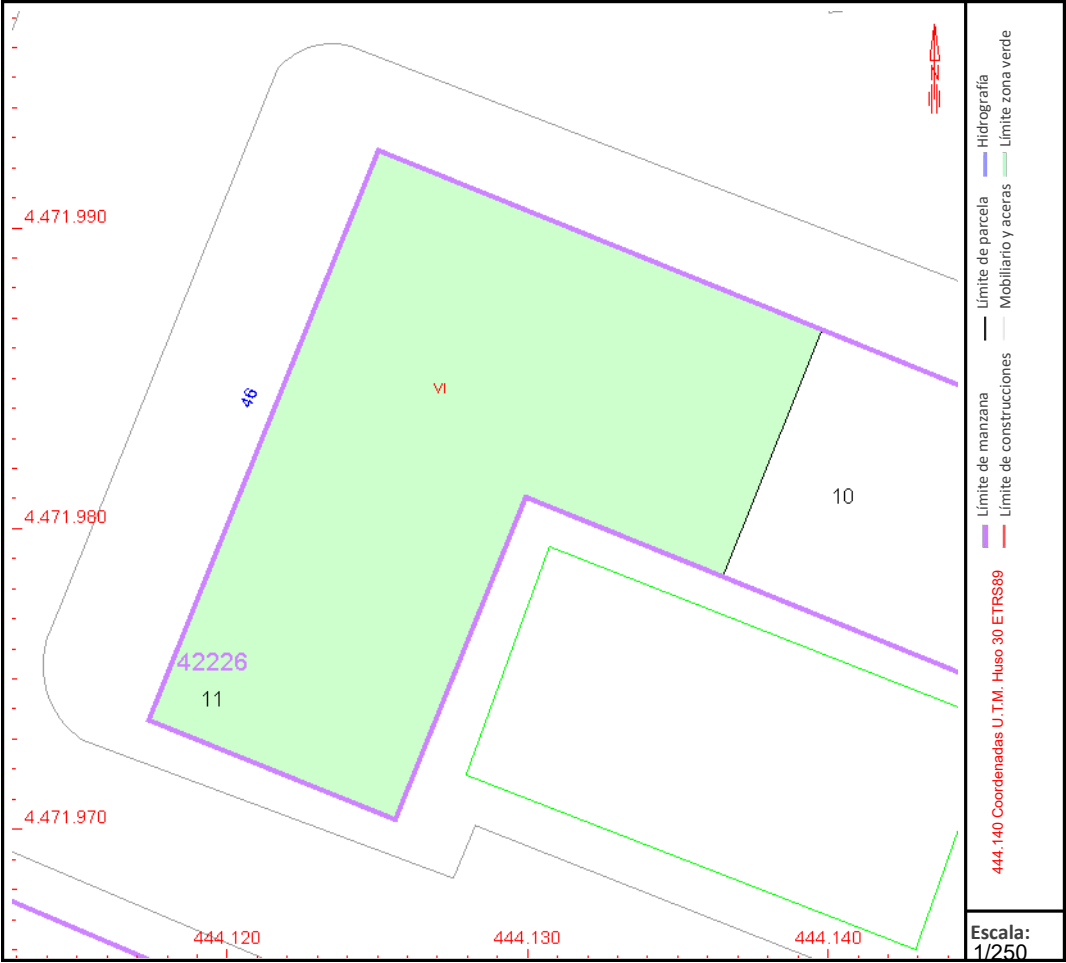 4.471.990
4.471.980
4.471.970
444.120
444.130
444.140
46
VI
10
42226
11
N
444.140 Coordenadas U.T.M. Huso 30 ETRS89
Límite de manzana
Límite de parcela
Hidrografía
Límite de construcciones
Mobiliario y aceras
Límite zona verde
Escala:
1/250